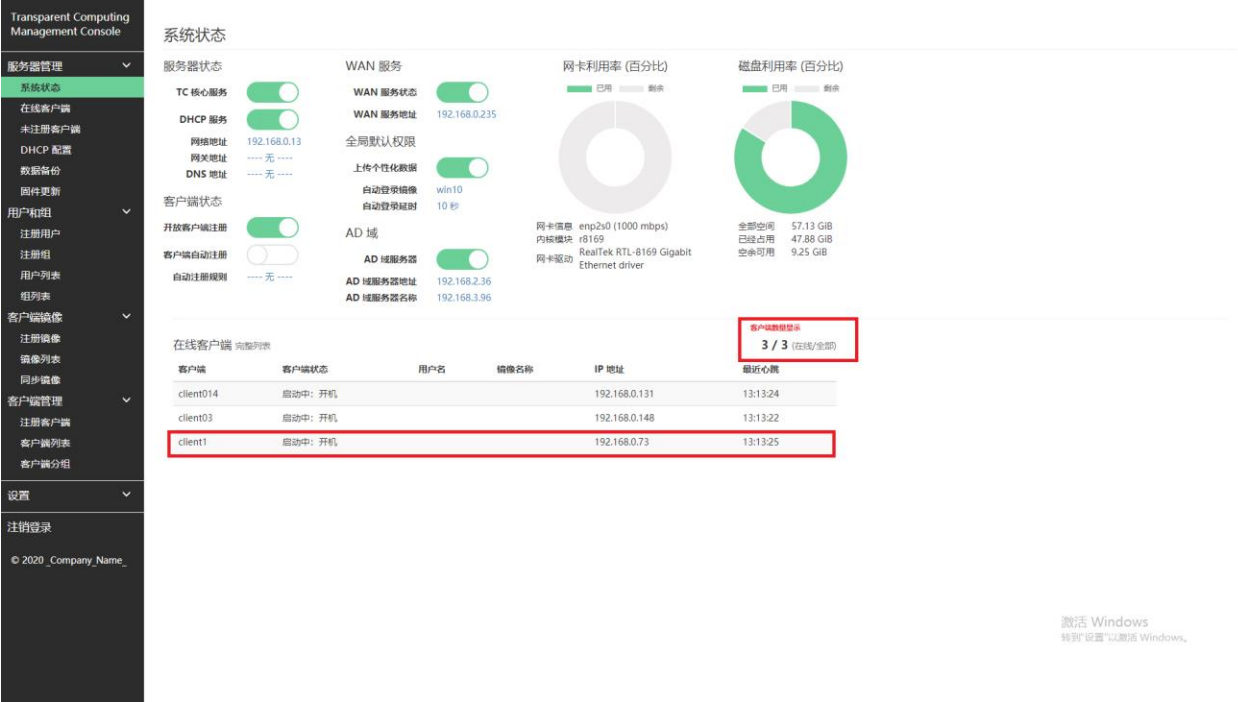 Transparent Computing
Management Console
服务器管理
系统状态
在线客户端
未注册客户端
DHCP 配置
数据备份
固件更新
用户和组
注册用户
注册组
用户列表
组列表
客户端镜像
注册镜像
镜像列表
同步镜像
客户端管理
注册客户端
客户端列表
客户端分组
设置
注销登录
© 2020 _Company_Name_
系统状态
服务器状态
TC 核心服务
DHCP 服务
网络地址 192.168.0.13
网关地址 ---- 无 ----
DNS 地址 ---- 无 ----
客户端状态
开放客户端注册
客户端自动注册
自动注册规则 ---- 无 ----
WAN 服务
WAN 服务状态
WAN 服务地址 192.168.0.235
全局默认权限
上传个性化数据
自动登录镜像 win10
自动登录延时 10 秒
AD 域
AD 域服务器
AD 域服务器地址 192.168.2.36
AD 域服务器名称 192.168.3.96
网卡利用率 (百分比)
已用 剩余
网卡信息 enp2s0 (1000 mbps)
内核模块 r8169
网卡驱动 RealTek RTL-8169 Gigabit
Ethernet driver
磁盘利用率 (百分比)
已用 剩余
全部空间 57.13 GiB
已经占用 47.88 GiB
空余可用 9.25 GiB
客户端数量显示
在线客户端 完整列表 3 / 3 (在线/全部)
客户端 客户端状态 用户名 镜像名称 IP 地址 最近心跳
client014 启动中：开机 192.168.0.131 13:13:24
client03 启动中：开机 192.168.0.148 13:13:22
client1 启动中：开机 192.168.0.73 13:13:25
激活 Windows
转到"设置"以激活 Windows。